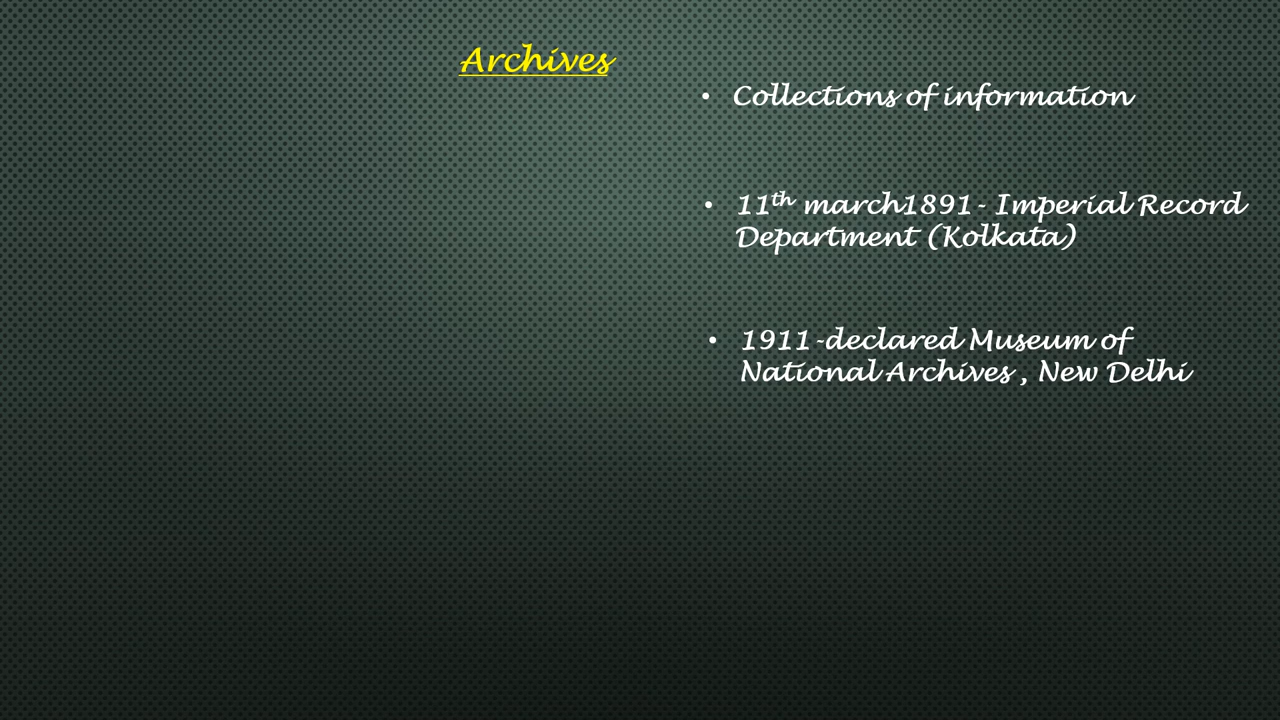 Archives
• Collections of information
• 11th march1891- Imperial Record
Department (Kolkata)
• 1911-declared Museum of
National Archives , New Delhi